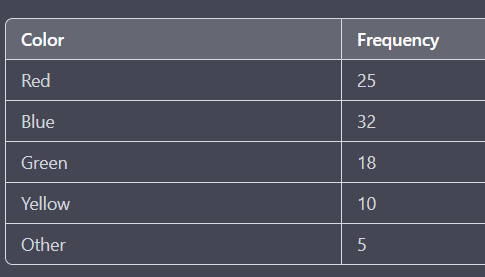 Color Frequency
Red 25
Blue 32
Green 18
Yellow 10
Other 5